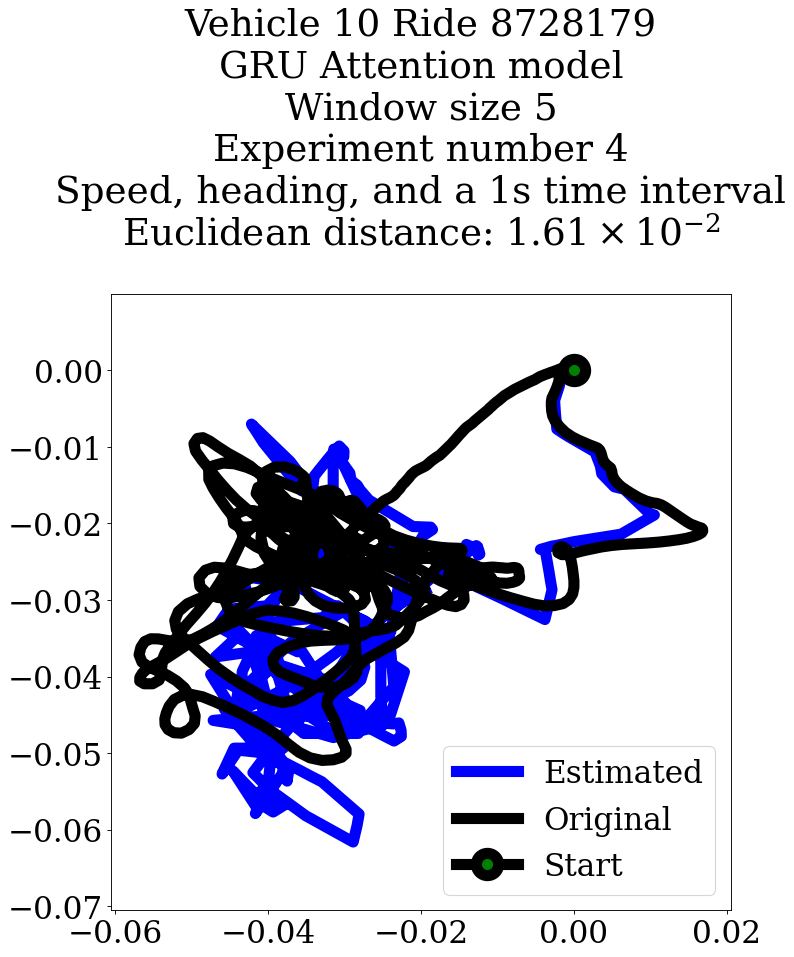 Vehicle 10 Ride 8728179
GRU Attention model
Window size 5
Experiment number 4
Speed, heading, and a 1s time interval
Euclidean distance: 1.61 × 10⁻²
0.00
−0.01
−0.02
−0.03
−0.04
−0.05
−0.06
−0.07
Estimated
Original
Start
−0.06 −0.04 −0.02 0.00 0.02